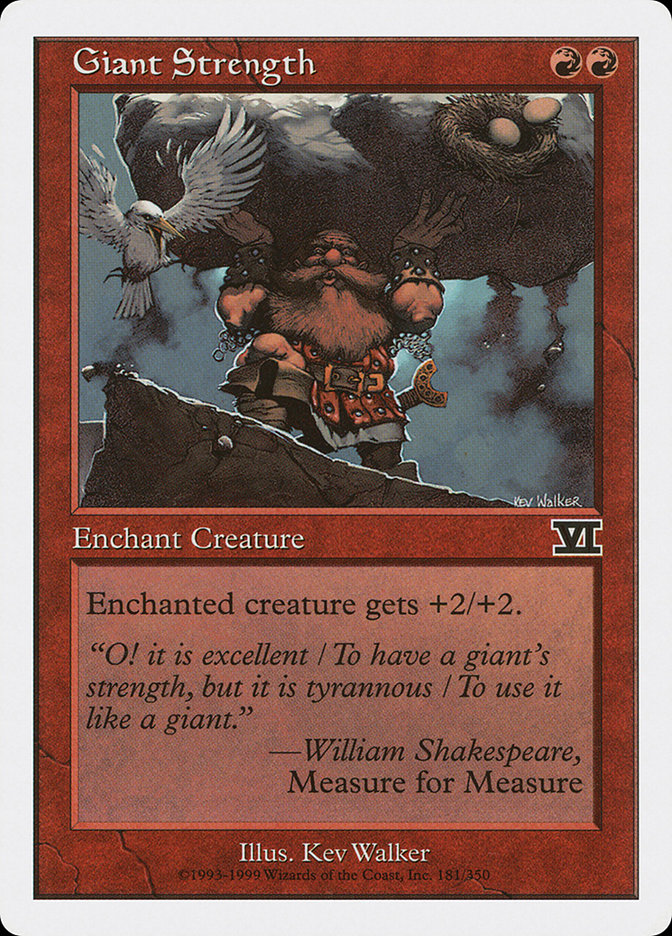 Giant Strength
KEV WALKER
Enchant Creature
VI
Enchanted creature gets +2/+2.
“O! it is excellent / To have a giant’s
strength, but it is tyrannous / To use it
like a giant.”
—William Shakespeare,
Measure for Measure
Illus. Kev Walker
©1993-1999 Wizards of the Coast, Inc. 181/350